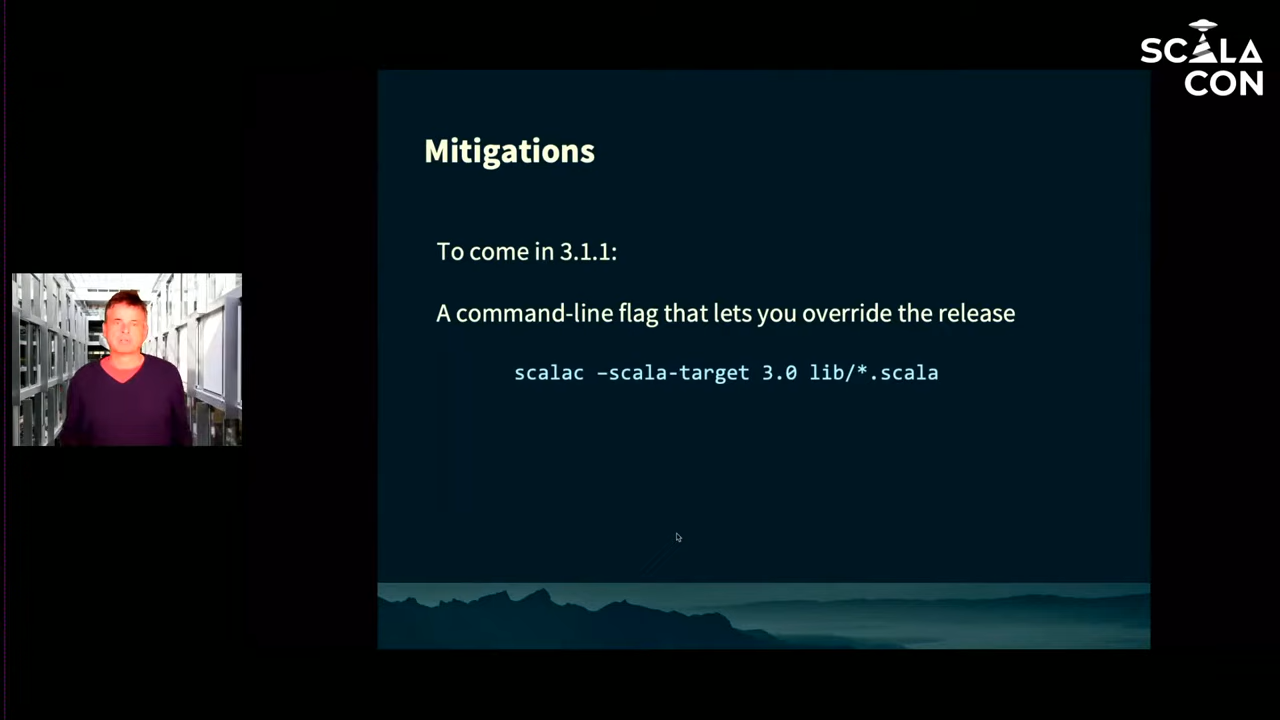 SCALA
CON
Mitigations
To come in 3.1.1:
A command-line flag that lets you override the release
scalac –scala-target 3.0 lib/*.scala